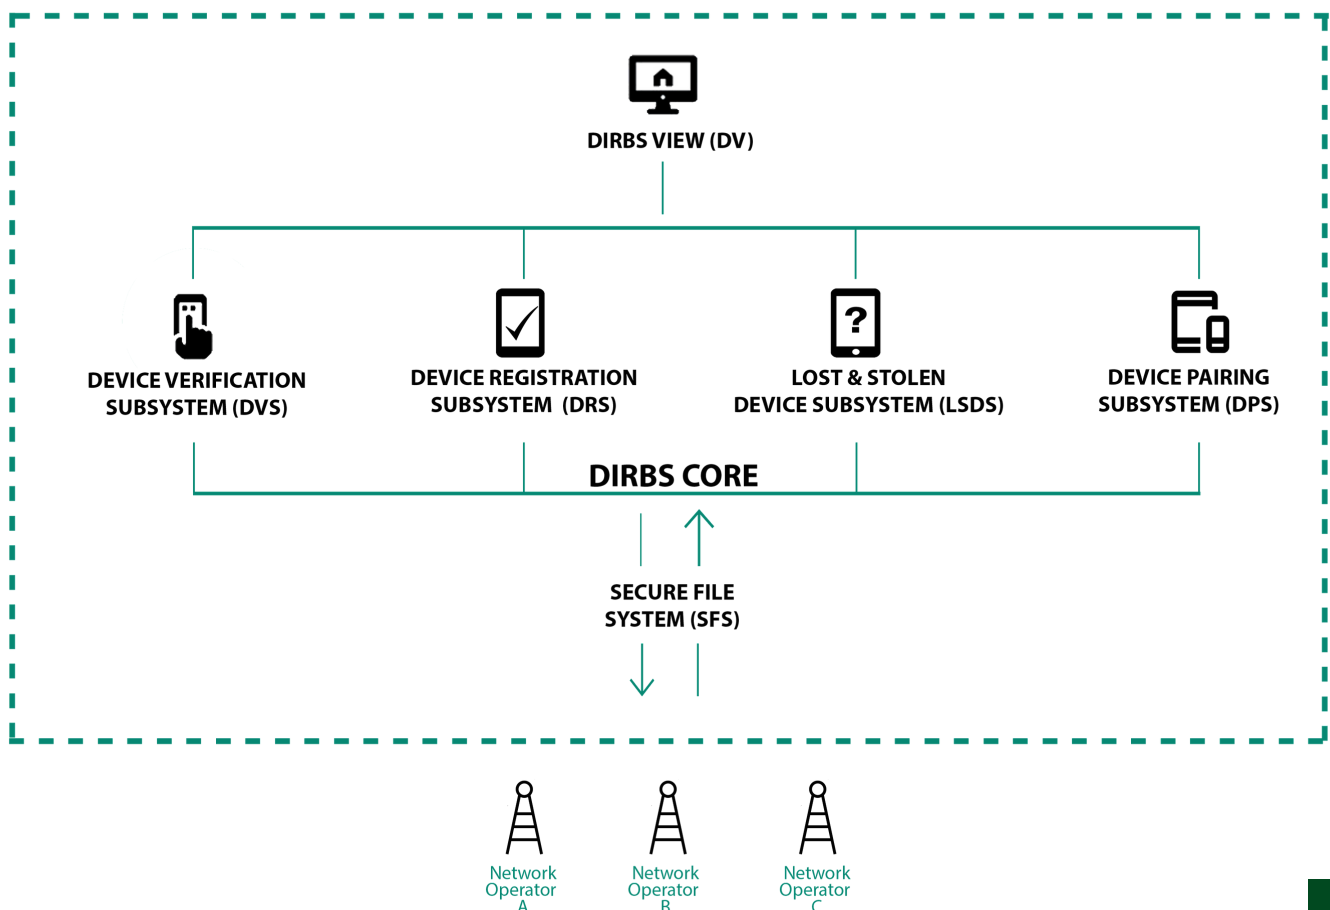 DIRBS VIEW (DV)
DEVICE VERIFICATION
SUBSYSTEM (DVS)
DEVICE REGISTRATION
SUBSYSTEM (DRS)
LOST & STOLEN
DEVICE SUBSYSTEM (LSDS)
DEVICE PAIRING
SUBSYSTEM (DPS)
DIRBS CORE
SECURE FILE
SYSTEM (SFS)
Network
Operator
A
Network
Operator
B
Network
Operator
C